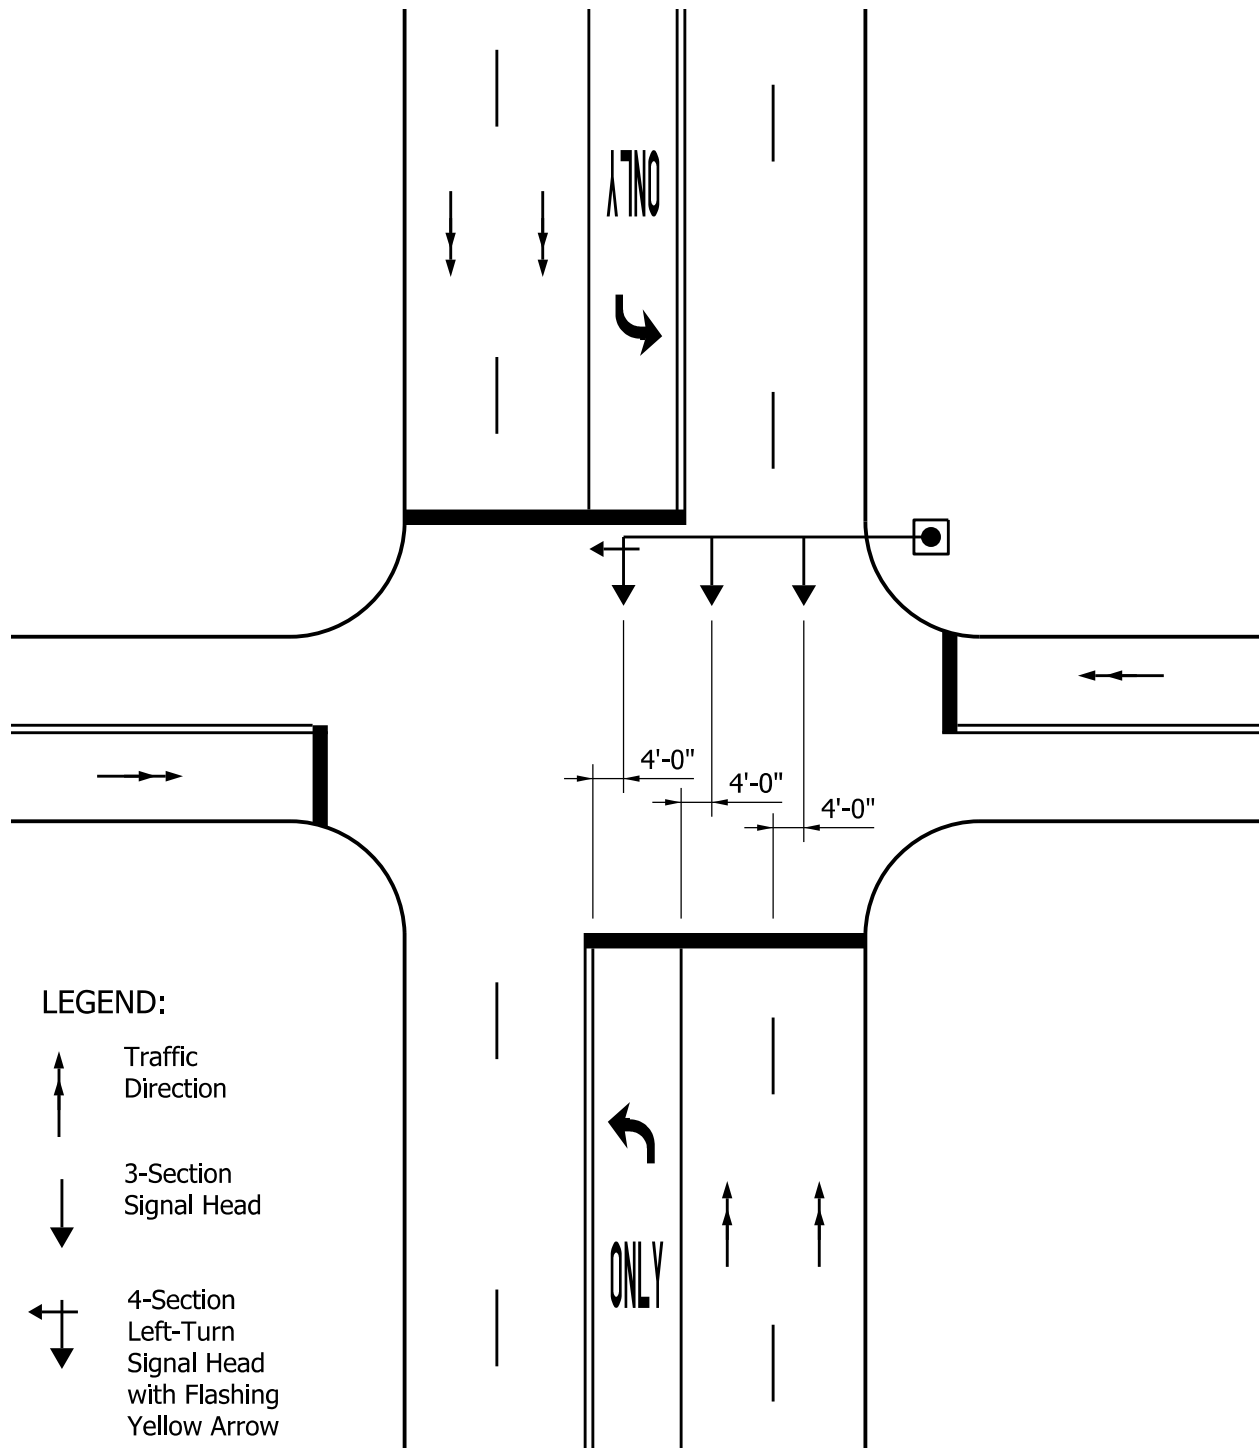 ONLY
4'-0"
4'-0"
4'-0"
LEGEND:
Traffic
Direction
3-Section
Signal Head
ONLY
4-Section
Left-Turn
Signal Head
with Flashing
Yellow Arrow